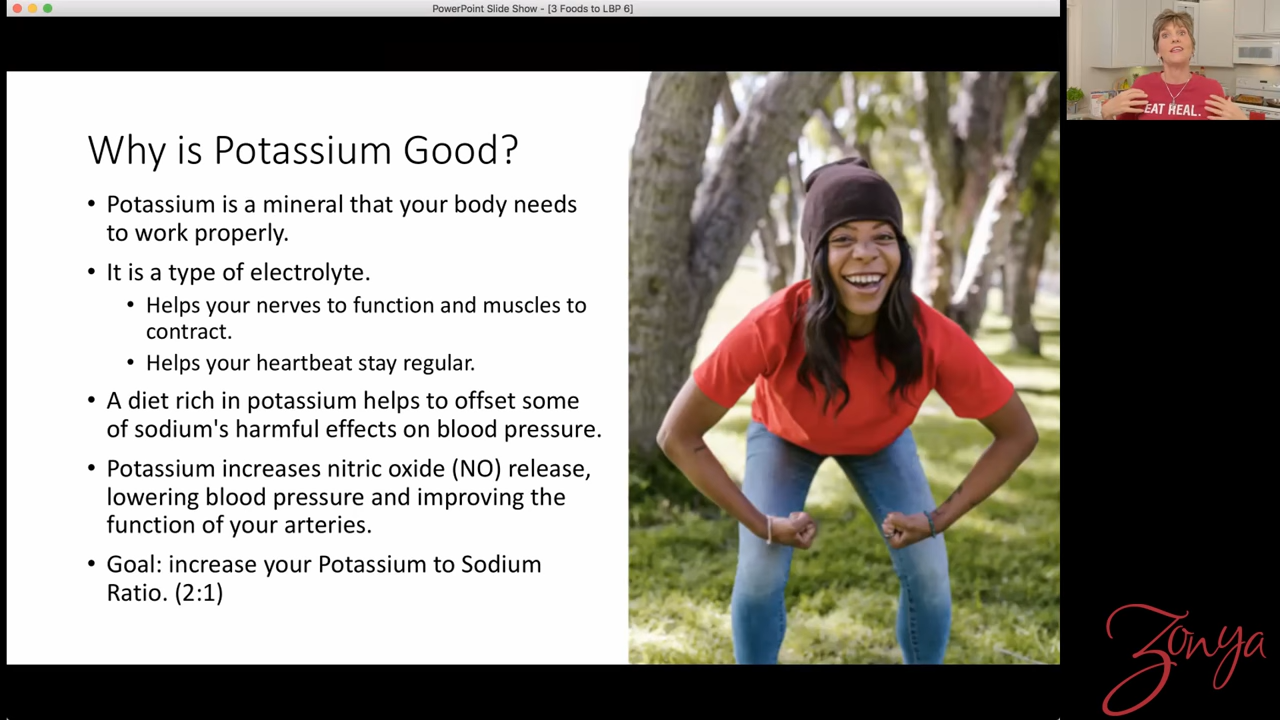 PowerPoint Slide Show - [3 Foods to LBP 6]
EAT REAL.
Why is Potassium Good?
• Potassium is a mineral that your body needs
to work properly.
• It is a type of electrolyte.
• Helps your nerves to function and muscles to
contract.
• Helps your heartbeat stay regular.
• A diet rich in potassium helps to offset some
of sodium's harmful effects on blood pressure.
• Potassium increases nitric oxide (NO) release,
lowering blood pressure and improving the
function of your arteries.
• Goal: increase your Potassium to Sodium
Ratio. (2:1)
Zonya